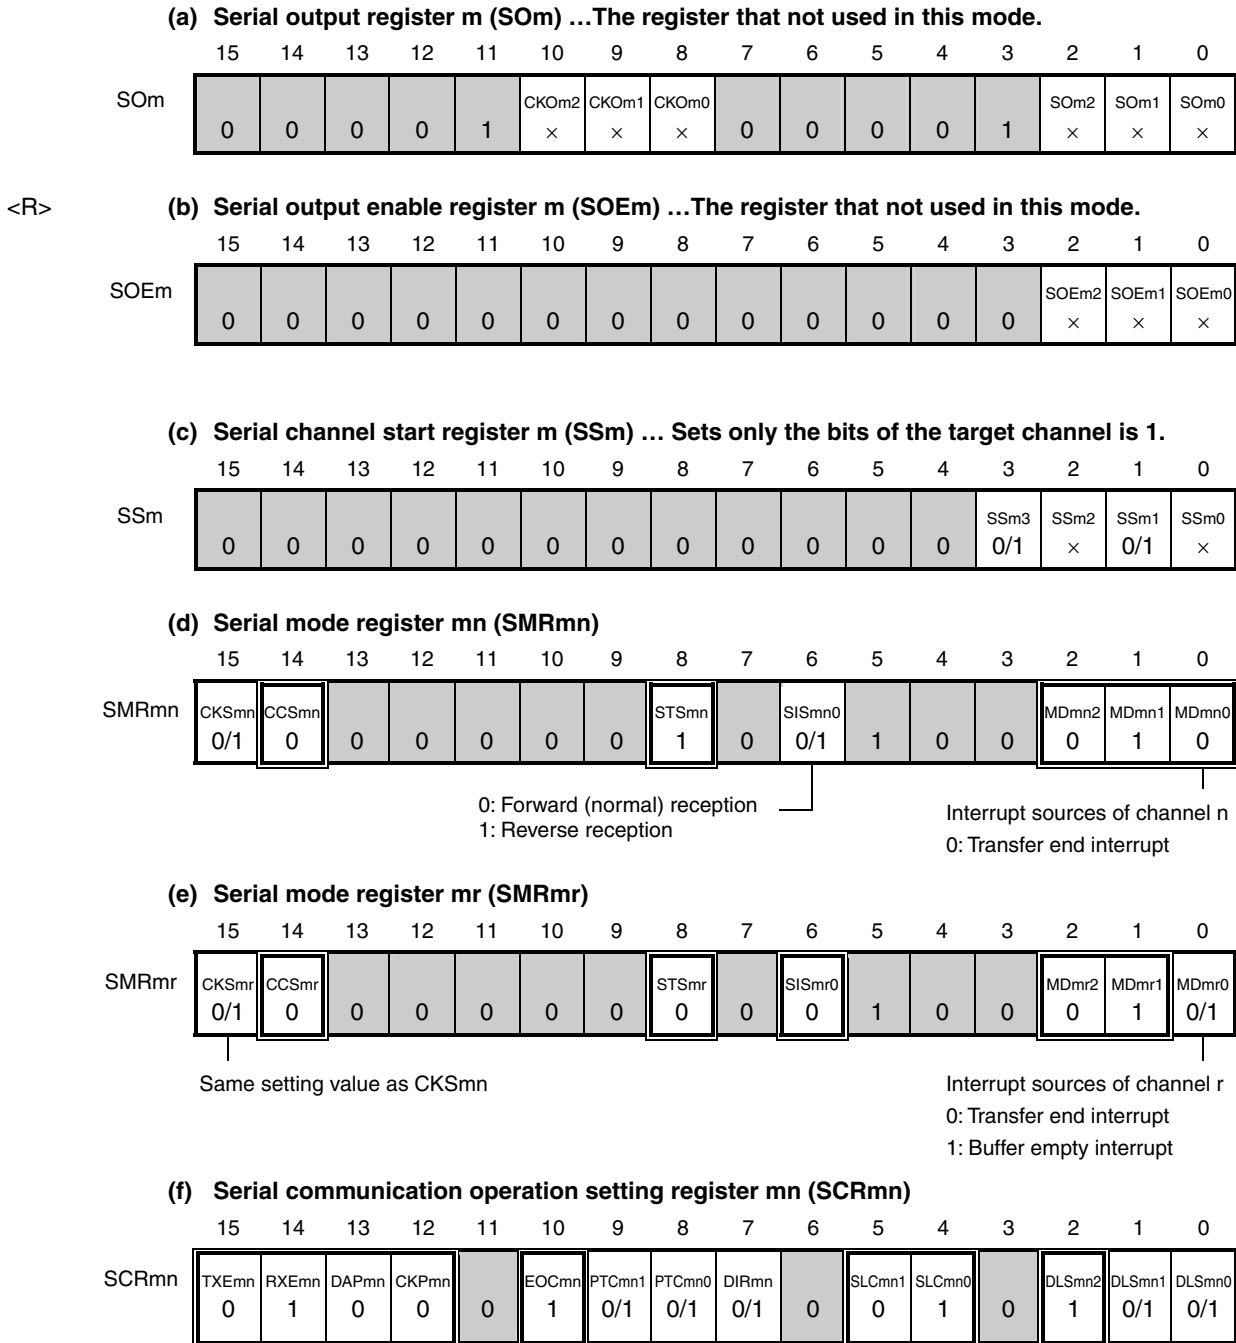 (a) Serial output register m (SOm) …The register that not used in this mode.
15 14 13 12 11 10 9 8 7 6 5 4 3 2 1 0
SOm
CKOm2 CKOm1 CKOm0 SOm2 SOm1 SOm0
0 0 0 0 1 × × × 0 0 0 0 1 × × ×
<R> (b) Serial output enable register m (SOEm) …The register that not used in this mode.
15 14 13 12 11 10 9 8 7 6 5 4 3 2 1 0
SOEm
SOEm2 SOEm1 SOEm0
0 0 0 0 0 0 0 0 0 0 0 0 0 × × ×
(c) Serial channel start register m (SSm) … Sets only the bits of the target channel is 1.
15 14 13 12 11 10 9 8 7 6 5 4 3 2 1 0
SSm
SSm3 SSm2 SSm1 SSm0
0 0 0 0 0 0 0 0 0 0 0 0 0/1 × 0/1 ×
(d) Serial mode register mn (SMRmn)
15 14 13 12 11 10 9 8 7 6 5 4 3 2 1 0
SMRmn
CKSmn CCSmn STSmn SISmn0 MDmn2 MDmn1 MDmn0
0/1 0 0 0 0 0 0 1 0 0/1 1 0 0 0 1 0
0: Forward (normal) reception
1: Reverse reception
Interrupt sources of channel n
0: Transfer end interrupt
(e) Serial mode register mr (SMRmr)
15 14 13 12 11 10 9 8 7 6 5 4 3 2 1 0
SMRmr
CKSmr CCSmr STSmr SISmr0 MDmr2 MDmr1 MDmr0
0/1 0 0 0 0 0 0 0 0 0 1 0 0 0 1 0/1
Same setting value as CKSmn
Interrupt sources of channel r
0: Transfer end interrupt
1: Buffer empty interrupt
(f) Serial communication operation setting register mn (SCRmn)
15 14 13 12 11 10 9 8 7 6 5 4 3 2 1 0
SCRmn
TXEmn RXEmn DAPmn CKPmn EOCmn PTCmn1 PTCmn0 DIRmn SLCmn1 SLCmn0 DLSmn2 DLSmn1 DLSmn0
0 1 0 0 0 1 0/1 0/1 0/1 0 0 1 0 1 0/1 0/1